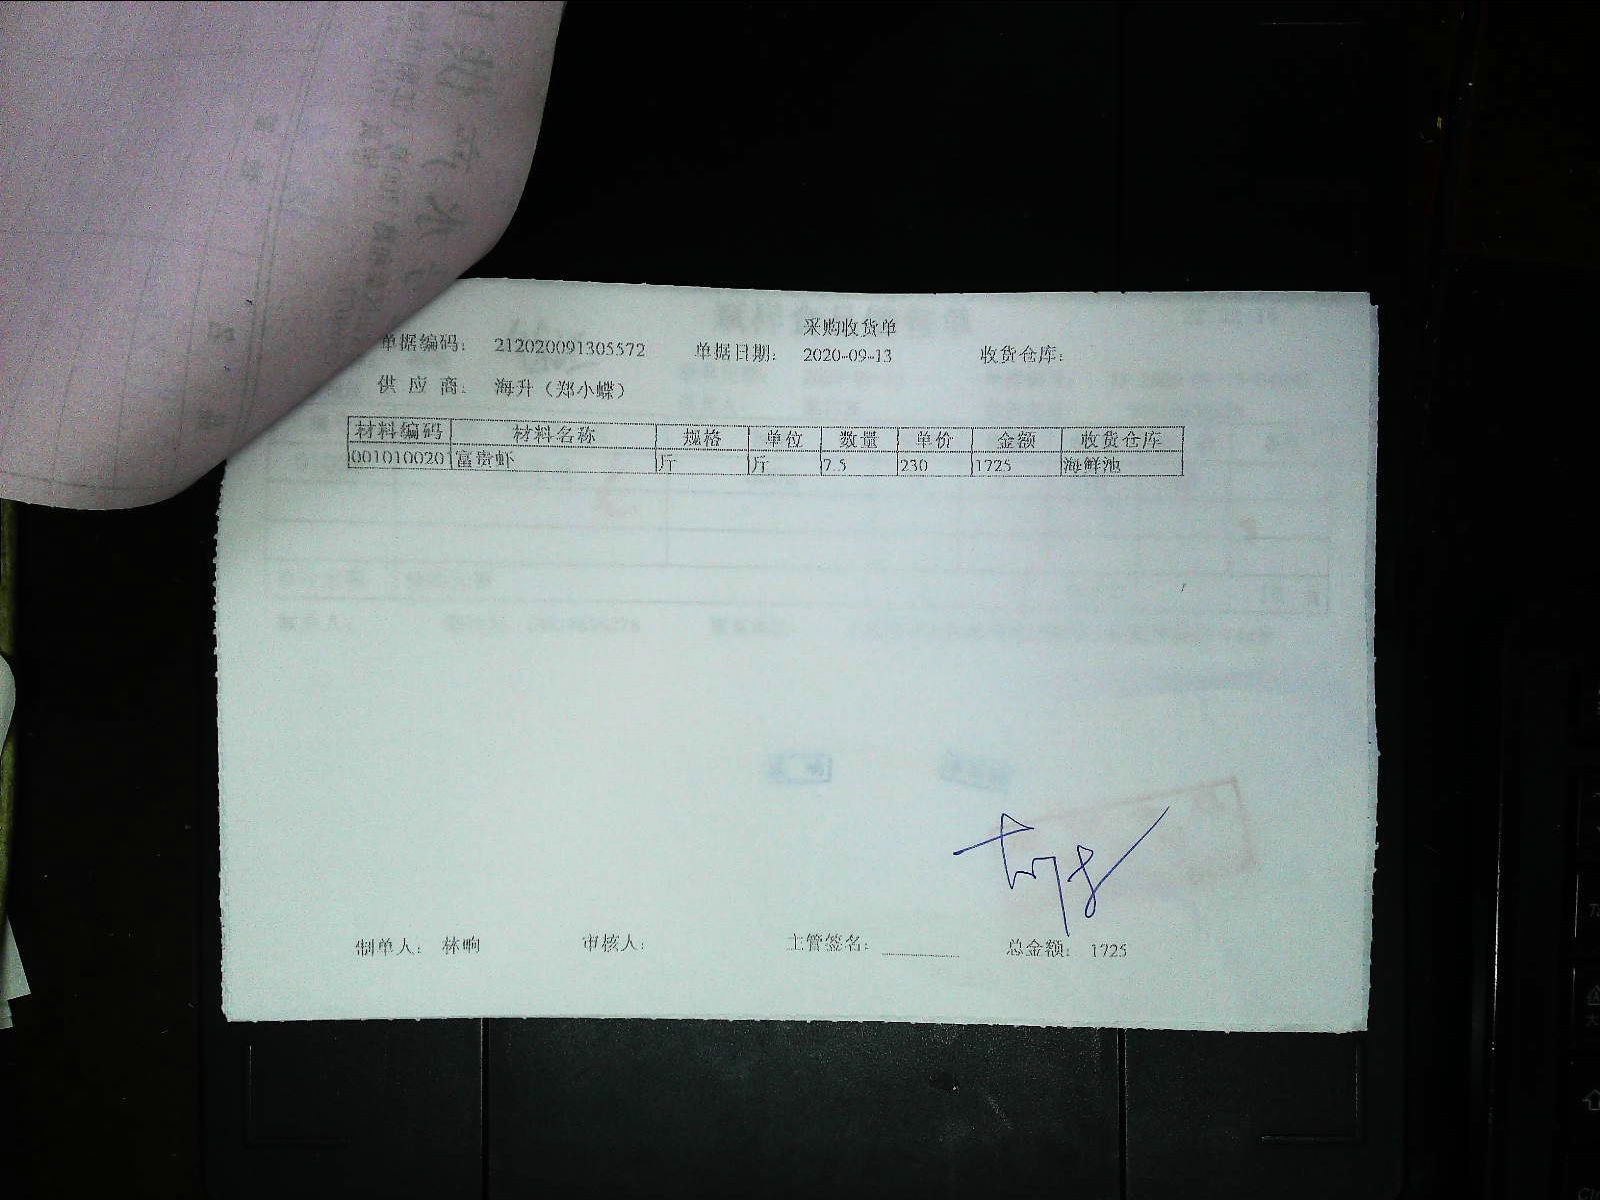 采购收货单
单据编码： 212020091305572 单据日期： 2020-09-13 收货仓库：
供 应 商： 海升（郑小蝶）
材料编码 材料名称 规格 单位 数量 单价 金额 收货仓库
0010100201 富贵虾 斤 斤 7.5 230 1725 海鲜池
制单人： 林响 审核人： 主管签名： 总金额： 1725